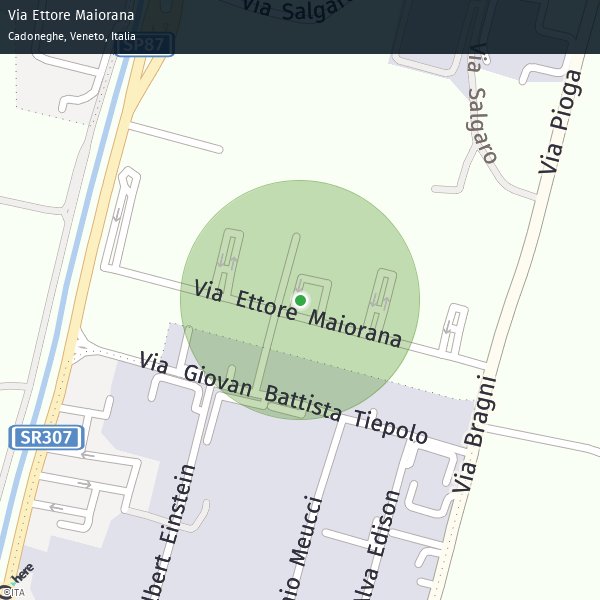 Via Ettore Maiorana
Cadoneghe, Veneto, Italia
Via Salgaro
SP87
Via Salgaro
Via Pioga
Via Ettore Maiorana
Via Giovan Battista Tiepolo
SR307
Via Bragni
lbert Einstein
nio Meucci
Alva Edison
here
©ITA